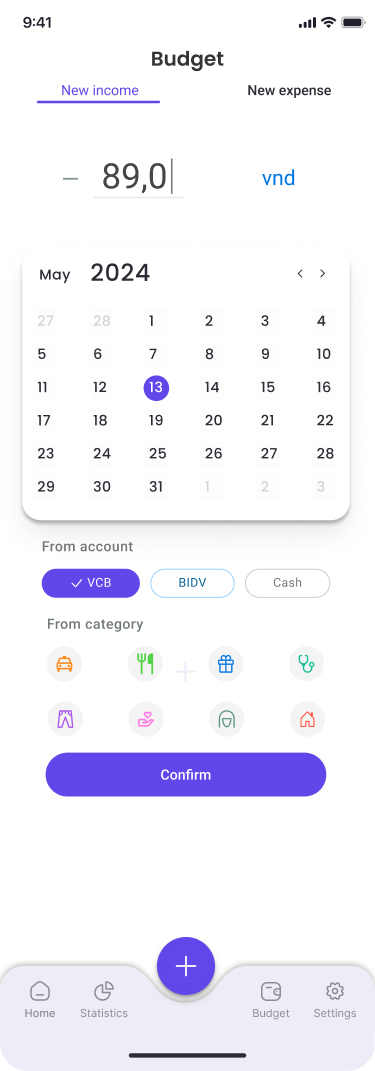 9:41
Budget
New income New expense
– 89,0 vnd
May 2024
27 28 1 2 3 4
5 6 7 8 9 10
11 12 13 14 15 16
17 18 19 20 21 22
23 24 25 26 27 28
29 30 31 1 2 3
From account
VCB BIDV Cash
From category
Confirm
Home Statistics Budget Settings